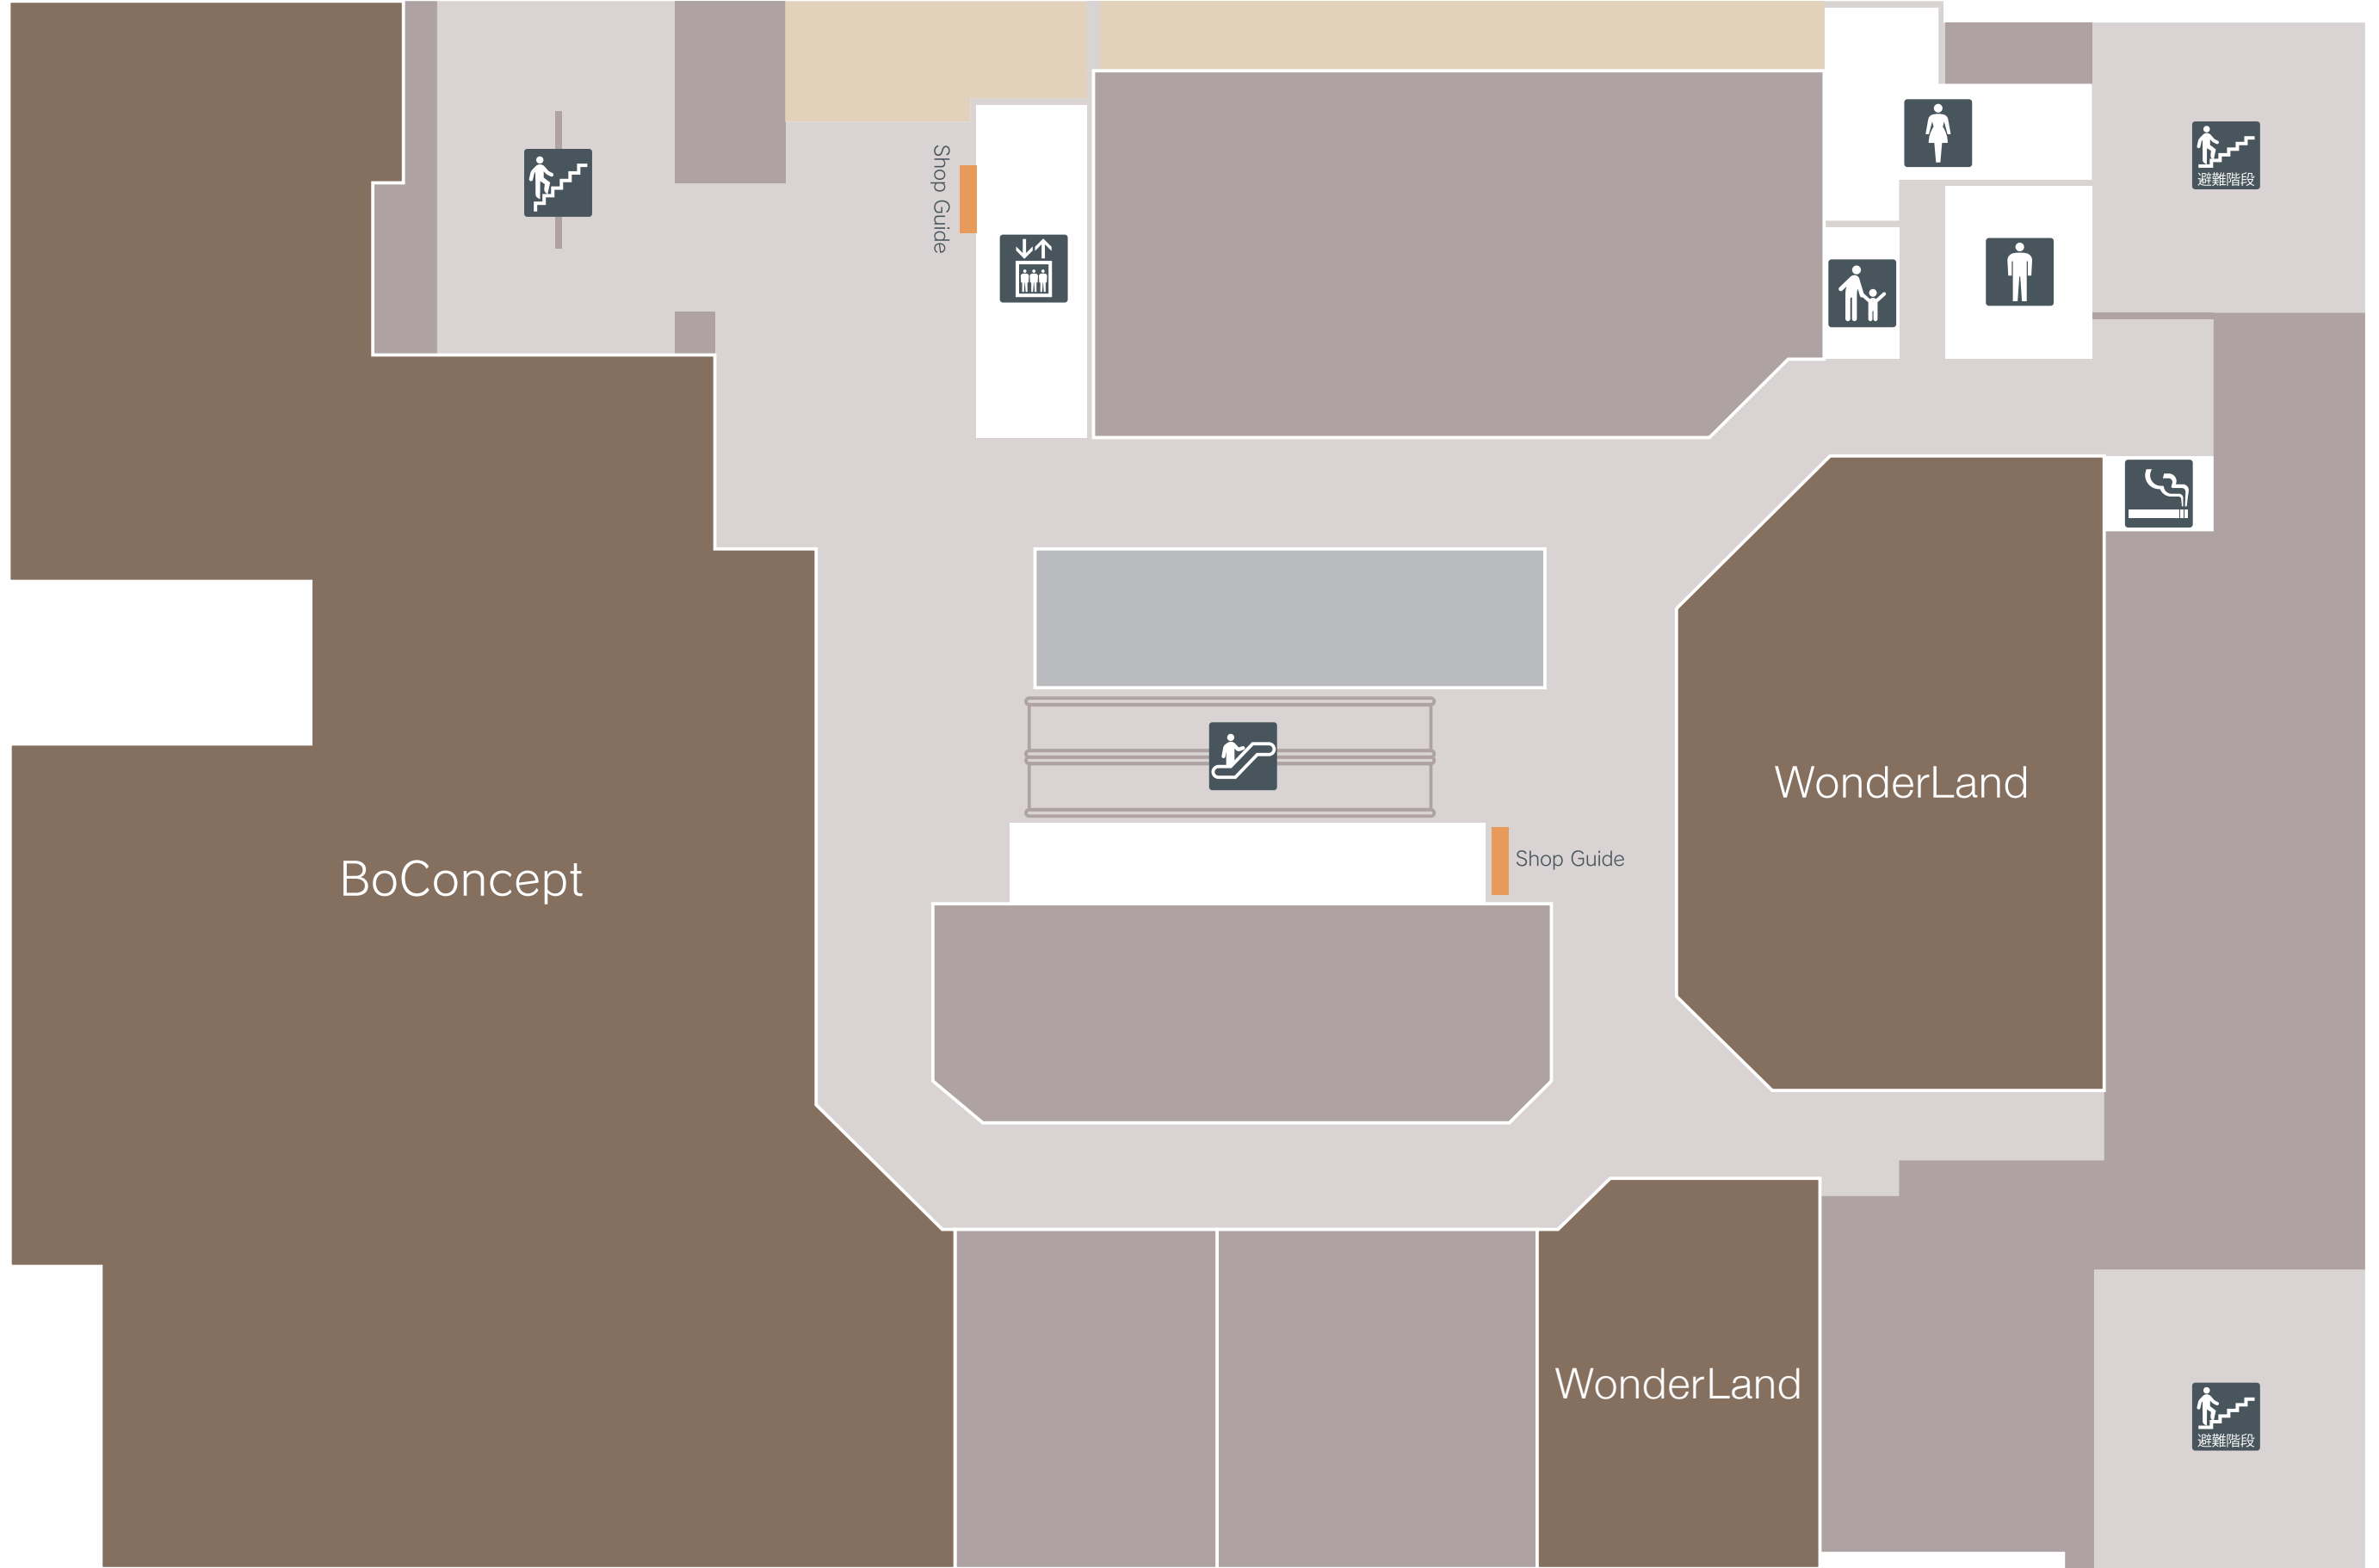 避難階段
Shop Guide
WonderLand
Shop Guide
BoConcept
WonderLand
避難階段